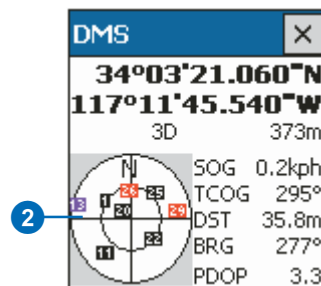 DMS
34°03'21.060"N
117°11'45.540"W
3D 373m
N
SOG 0.2kph
TCOG 295°
DST 35.8m
BRG 277°
PDOP 3.3
13
1
26
25
20
29
22
11
2